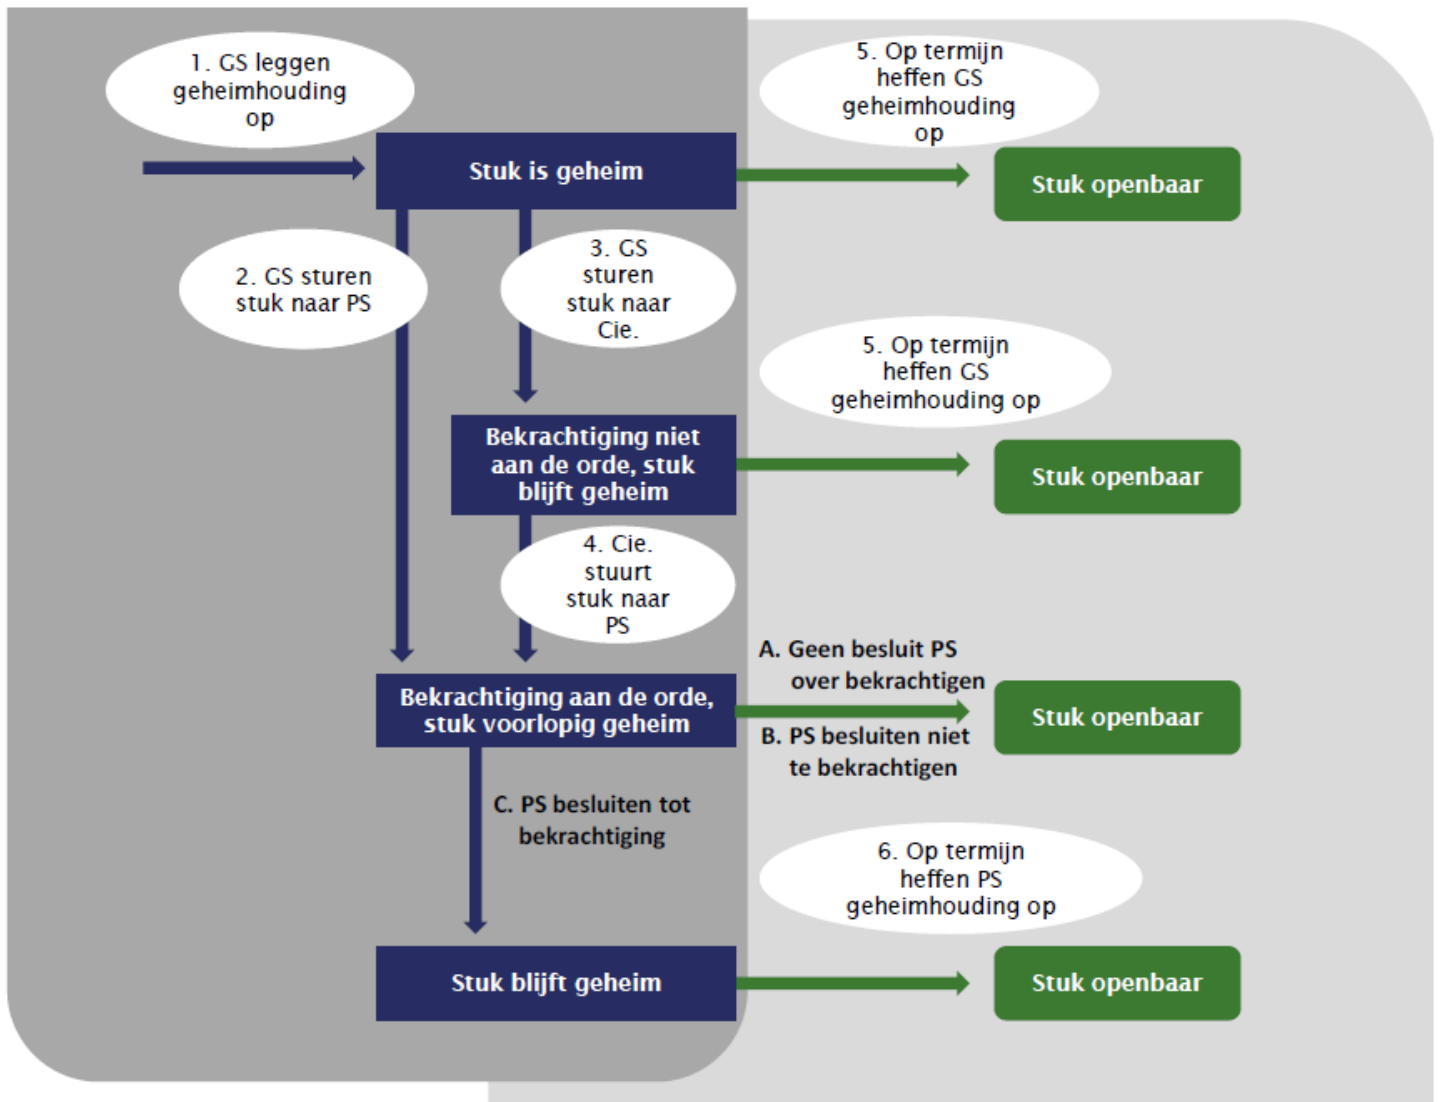 1. GS leggen
geheimhouding
op
5. Op termijn
heffen GS
geheimhouding
op
Stuk is geheim
Stuk openbaar
2. GS sturen
stuk naar PS
3. GS
sturen
stuk naar
Cie.
5. Op termijn
heffen GS
geheimhouding op
Bekrachtiging niet
aan de orde, stuk
blijft geheim
Stuk openbaar
4. Cie.
stuurt
stuk naar
PS
A. Geen besluit PS
over bekrachtigen
Bekrachtiging aan de orde,
stuk voorlopig geheim
Stuk openbaar
B. PS besluiten niet
te bekrachtigen
C. PS besluiten tot
bekrachtiging
6. Op termijn
heffen PS
geheimhouding op
Stuk blijft geheim
Stuk openbaar